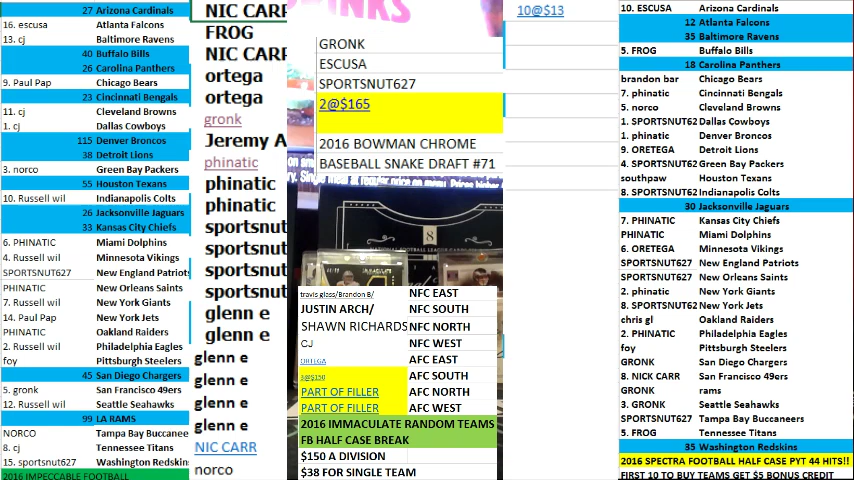 27 Arizona Cardinals
16. escusa Atlanta Falcons
13. cj Baltimore Ravens
40 Buffalo Bills
26 Carolina Panthers
9. Paul Pap Chicago Bears
23 Cincinnati Bengals
11. cj Cleveland Browns
1. cj Dallas Cowboys
115 Denver Broncos
38 Detroit Lions
3. norco Green Bay Packers
55 Houston Texans
10. Russell wil Indianapolis Colts
26 Jacksonville Jaguars
33 Kansas City Chiefs
6. PHINATIC Miami Dolphins
4. Russell wil Minnesota Vikings
SPORTSNUT627 New England Patriots
PHINATIC New Orleans Saints
7. Russell wil New York Giants
14. Paul Pap New York Jets
PHINATIC Oakland Raiders
2. Russell wil Philadelphia Eagles
foy Pittsburgh Steelers
45 San Diego Chargers
5. gronk San Francisco 49ers
12. Russell wil Seattle Seahawks
99 LA RAMS
NORCO Tampa Bay Buccanee
8. cj Tennessee Titans
15. sportsnut627 Washington Redskins
2016 IMPECCABLE FOOTBALL
NIC CARR
FROG
NIC CARR
ortega
ortega
gronk
Jeremy A
phinatic
phinatic
phinatic
sportsnut
sportsnut
sportsnut
sportsnut
glenn e
glenn e
glenn e
glenn e
glenn e
glenn e
NIC CARR
norco
GRONK
ESCUSA
SPORTSNUT627
2@$165
2016 BOWMAN CHROME
BASEBALL SNAKE DRAFT #71
8
travis glass/Brandon B/ NFC EAST
JUSTIN ARCH/ NFC SOUTH
SHAWN RICHARDS NFC NORTH
CJ NFC WEST
ORTEGA AFC EAST
3@$150 AFC SOUTH
PART OF FILLER AFC NORTH
PART OF FILLER AFC WEST
2016 IMMACULATE RANDOM TEAMS
FB HALF CASE BREAK
$150 A DIVISION
$38 FOR SINGLE TEAM
10@$13
10. ESCUSA Arizona Cardinals
12 Atlanta Falcons
35 Baltimore Ravens
5. FROG Buffalo Bills
18 Carolina Panthers
brandon bar Chicago Bears
7. phinatic Cincinnati Bengals
5. norco Cleveland Browns
1. SPORTSNUT62 Dallas Cowboys
1. phinatic Denver Broncos
9. ORETEGA Detroit Lions
4. SPORTSNUT62 Green Bay Packers
southpaw Houston Texans
8. SPORTSNUT62 Indianapolis Colts
30 Jacksonville Jaguars
7. PHINATIC Kansas City Chiefs
PHINATIC Miami Dolphins
6. ORETEGA Minnesota Vikings
SPORTSNUT627 New England Patriots
SPORTSNUT627 New Orleans Saints
2. phinatic New York Giants
8. SPORTSNUT62 New York Jets
chris gl Oakland Raiders
2. PHINATIC Philadelphia Eagles
foy Pittsburgh Steelers
GRONK San Diego Chargers
8. NICK CARR San Francisco 49ers
GRONK rams
3. GRONK Seattle Seahawks
SPORTSNUT627 Tampa Bay Buccaneers
5. FROG Tennessee Titans
35 Washington Redskins
2016 SPECTRA FOOTBALL HALF CASE PYT 44 HITS!!
FIRST 10 TO BUY TEAMS GET $5 BONUS CREDIT